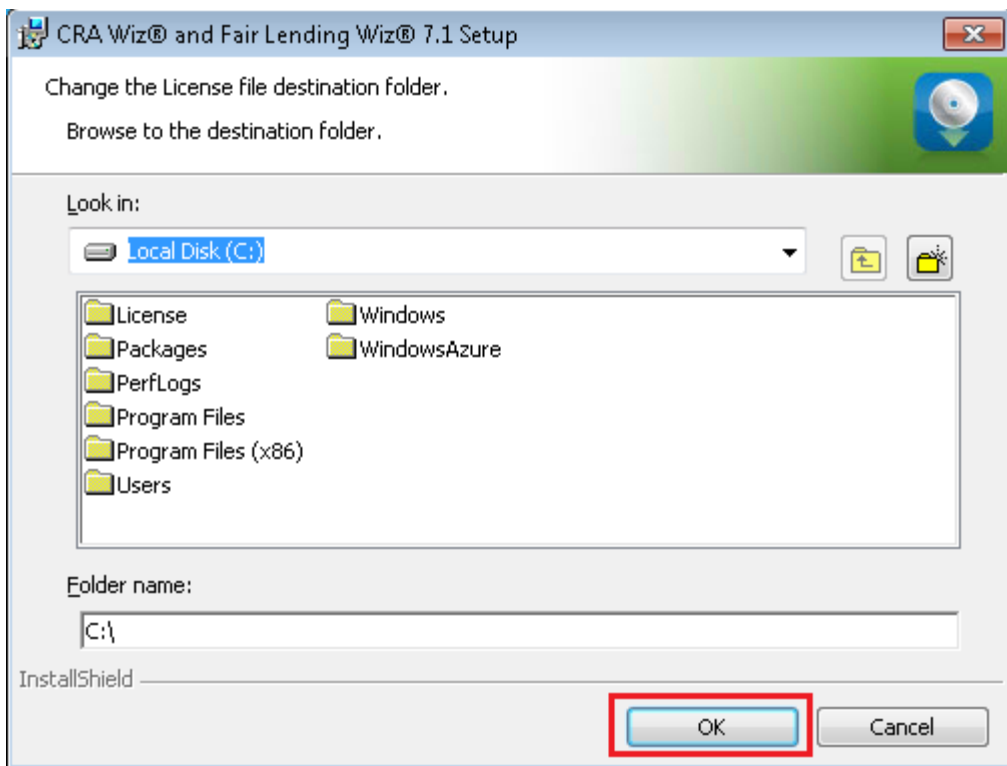 CRA Wiz® and Fair Lending Wiz® 7.1 Setup
Change the License file destination folder.
Browse to the destination folder.
Look in:
Local Disk (C:)
License
Packages
PerfLogs
Program Files
Program Files (x86)
Users
Windows
WindowsAzure
Folder name:
C:\
InstallShield
OK
Cancel